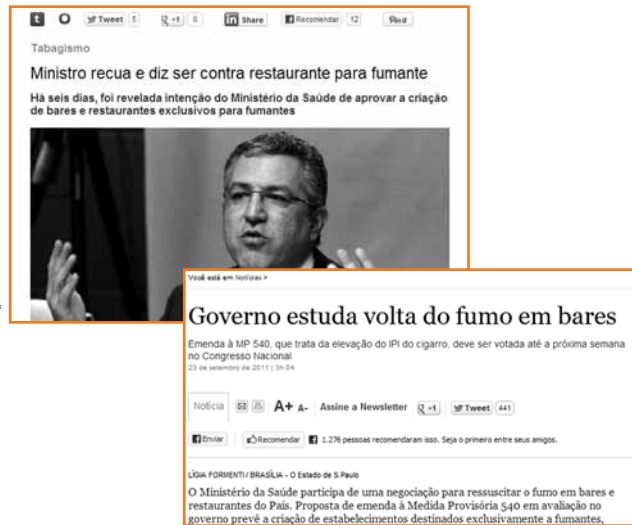 t Tweet 5 +1 0 in Share Recomendar 12 Pin it
Tabagismo
Ministro recua e diz ser contra restaurante para fumante
Há seis dias, foi revelada intenção do Ministério da Saúde de aprovar a criação
de bares e restaurantes exclusivos para fumantes
Você está em Notícias >
Governo estuda volta do fumo em bares
Emenda à MP 540, que trata da elevação do IPI do cigarro, deve ser votada até a próxima semana
no Congresso Nacional
23 de setembro de 2011 | 3h 04
Notícia A+ A- Assine a Newsletter +1 Tweet 441
Enviar Recomendar 1.276 pessoas recomendaram isso. Seja o primeiro entre seus amigos.
LÍGIA FORMENTI / BRASÍLIA - O Estado de S.Paulo
O Ministério da Saúde participa de uma negociação para ressuscitar o fumo em bares e
restaurantes do País. Proposta de emenda à Medida Provisória 540 em avaliação no
governo prevê a criação de estabelecimentos destinados exclusivamente a fumantes,